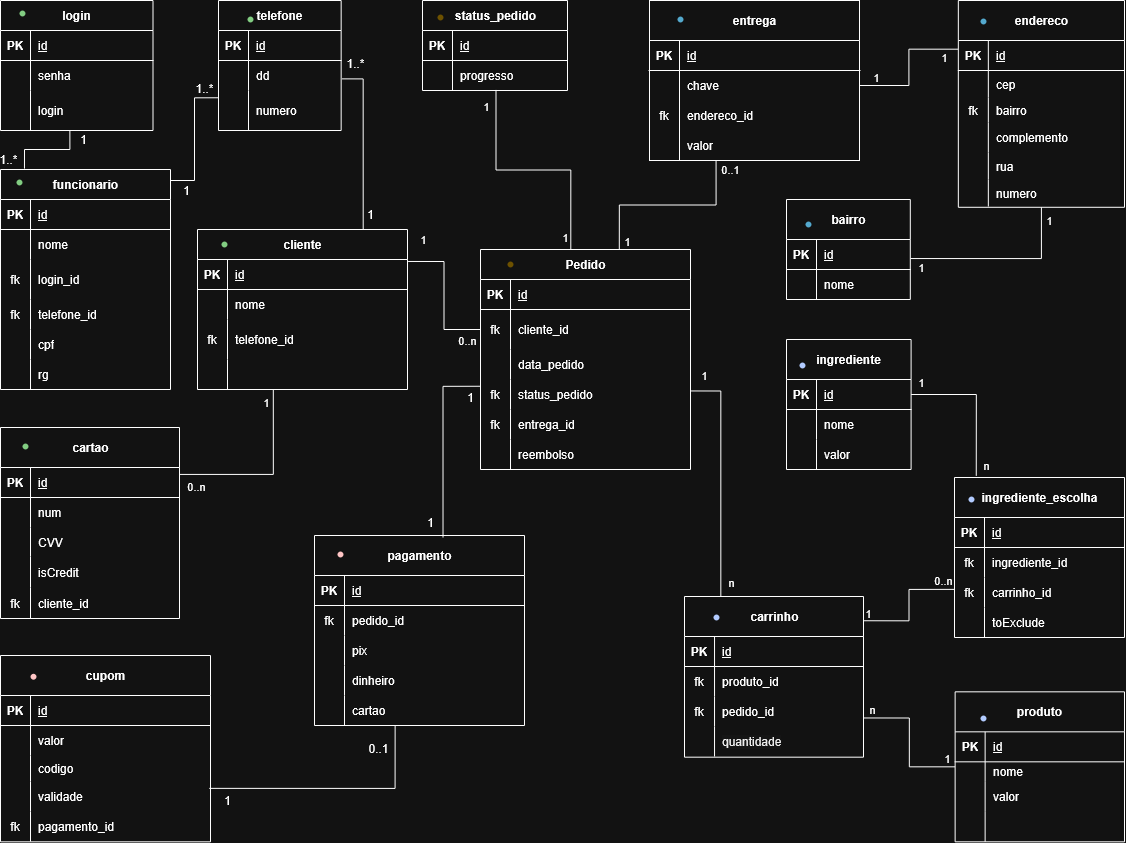 login
PK id
senha
login
1
1..*
telefone
PK id
dd
numero
1..*
1..*
1
1
status_pedido
PK id
progresso
1
1
entrega
PK id
chave
fk endereco_id
valor
1
1
0..1
1
endereco
PK id
cep
fk bairro
complemento
rua
numero
1
1
bairro
PK id
nome
funcionario
PK id
nome
fk login_id
fk telefone_id
cpf
rg
cliente
PK id
nome
fk telefone_id
1
0..n
1
0..n
Pedido
PK id
fk cliente_id
data_pedido
fk status_pedido
fk entrega_id
reembolso
1
1
1
n
ingrediente
PK id
nome
valor
1
n
cartao
PK id
num
CVV
isCredit
fk cliente_id
ingrediente_escolha
PK id
fk ingrediente_id
fk carrinho_id
toExclude
0..n
1
pagamento
PK id
fk pedido_id
pix
dinheiro
cartao
0..1
1
carrinho
PK id
fk produto_id
fk pedido_id
quantidade
n
1
cupom
PK id
valor
codigo
validade
fk pagamento_id
produto
PK id
nome
valor